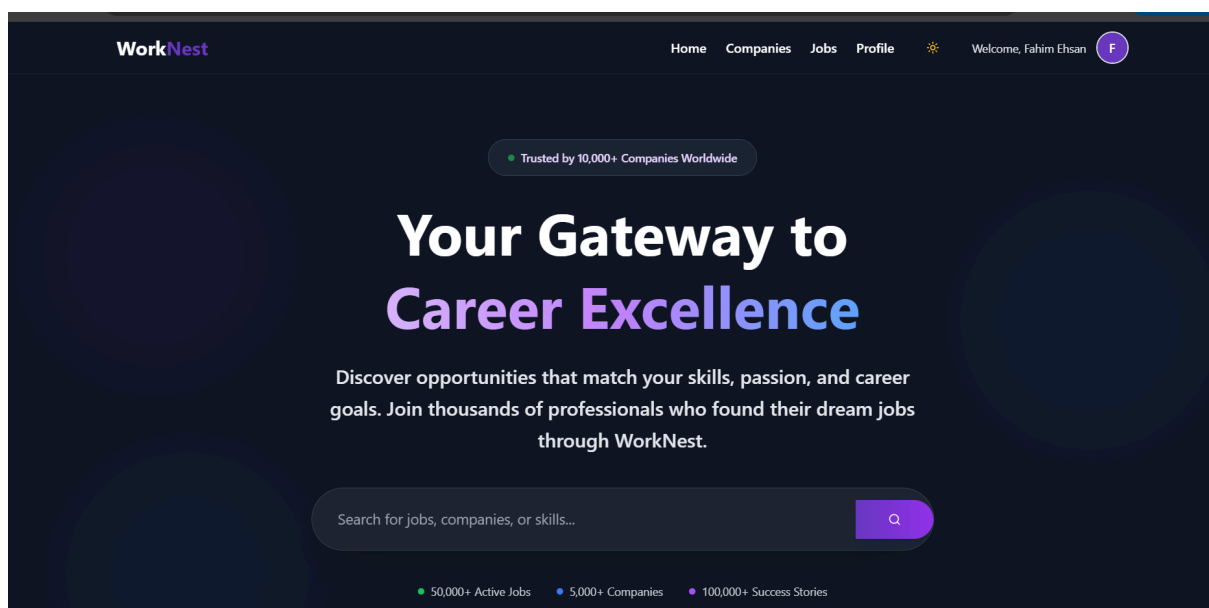 WorkNest
Home Companies Jobs Profile Welcome, Fahim Ehsan F
Trusted by 10,000+ Companies Worldwide
Your Gateway to
Career Excellence
Discover opportunities that match your skills, passion, and career
goals. Join thousands of professionals who found their dream jobs
through WorkNest.
Search for jobs, companies, or skills...
50,000+ Active Jobs 5,000+ Companies 100,000+ Success Stories